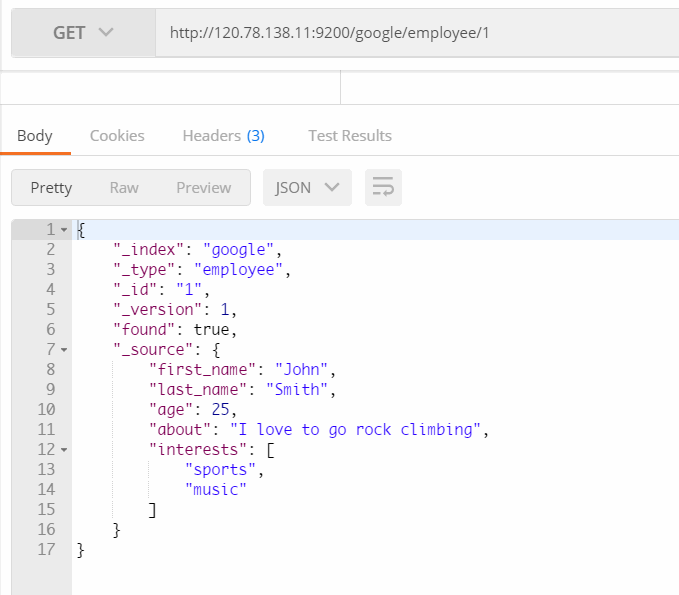 GET http://120.78.138.11:9200/google/employee/1
Body Cookies Headers (3) Test Results
Pretty Raw Preview JSON
1 {
2 "_index": "google",
3 "_type": "employee",
4 "_id": "1",
5 "_version": 1,
6 "found": true,
7 "_source": {
8 "first_name": "John",
9 "last_name": "Smith",
10 "age": 25,
11 "about": "I love to go rock climbing",
12 "interests": [
13 "sports",
14 "music"
15 ]
16 }
17 }